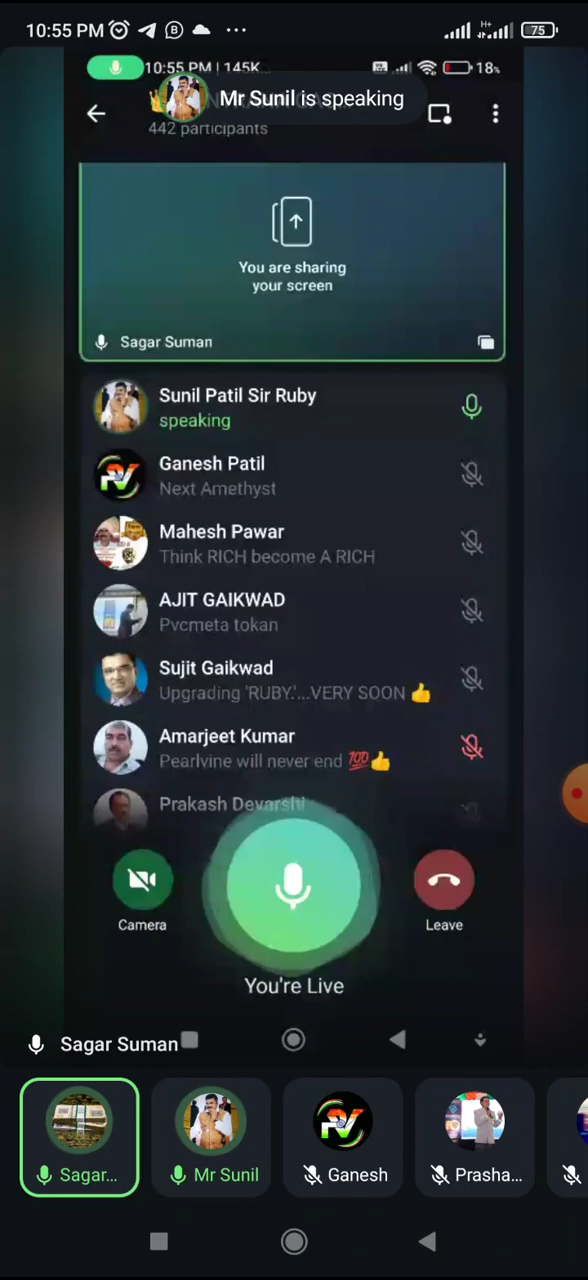 10:55 PM
75
10:55 PM | 145K...
18%
Mr Sunil is speaking
442 participants
You are sharing
your screen
Sagar Suman
Sunil Patil Sir Ruby
speaking
Ganesh Patil
Next Amethyst
Mahesh Pawar
Think RICH become A RICH
AJIT GAIKWAD
Pvcmeta tokan
Sujit Gaikwad
Upgrading 'RUBY.'...VERY SOON 👍
Amarjeet Kumar
Pearlvine will never end 💯👍
Prakash Devarshi
Camera
Leave
You're Live
Sagar Suman
Sagar...
Mr Sunil
Ganesh
Prasha...